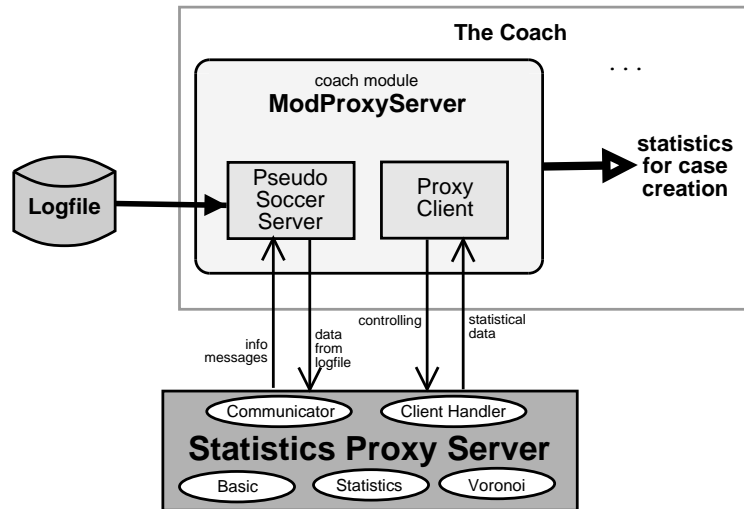 The Coach
. . .
coach module
ModProxyServer
statistics
for case
creation
Logfile
Pseudo
Soccer
Server
Proxy
Client
controlling
statistical
data
info
messages
data
from
logfile
Communicator
Client Handler
Statistics Proxy Server
Basic
Statistics
Voronoi